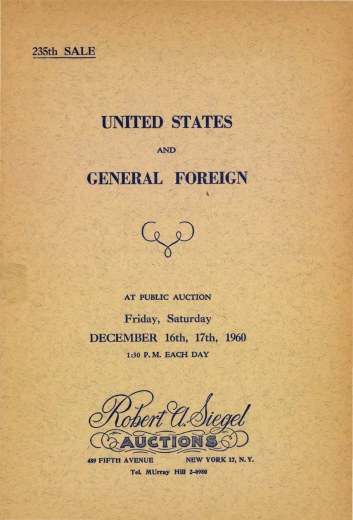 235th SALE
UNITED STATES
AND
GENERAL FOREIGN
AT PUBLIC AUCTION
Friday, Saturday
DECEMBER 16th, 17th, 1960
1:30 P. M. EACH DAY
Robert A. Siegel
AUCTIONS
489 FIFTH AVENUE NEW YORK 17, N. Y.
Tel. MUrray Hill 2-0980